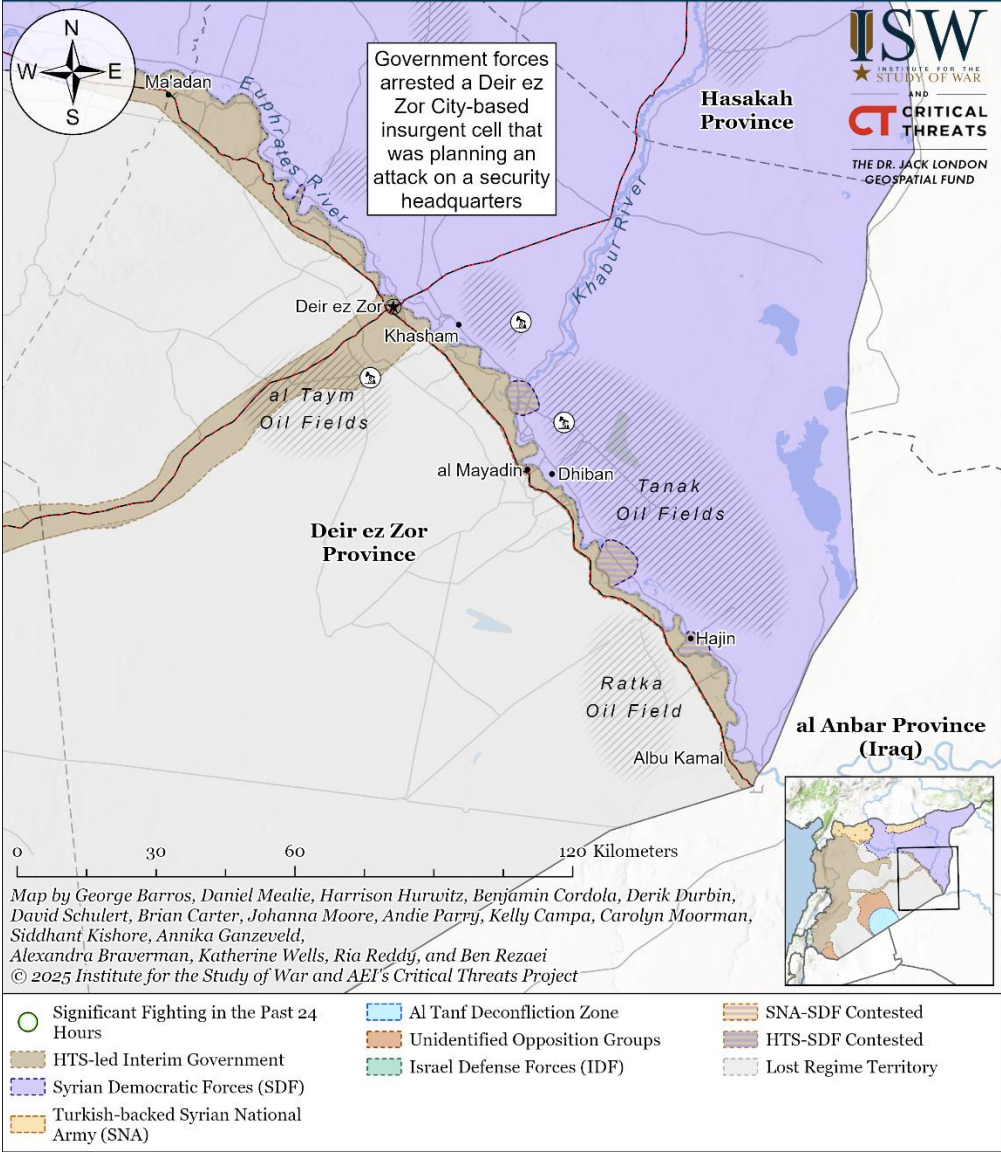 N
W E
S
Ma'adan
Euphrates River
Government forces
arrested a Deir ez
Zor City-based
insurgent cell that
was planning an
attack on a security
headquarters
Hasakah
Province
ISW
INSTITUTE FOR THE
STUDY OF WAR
AND
CT CRITICAL
THREATS
THE DR. JACK LONDON
GEOSPATIAL FUND
Khabur River
Deir ez Zor
Khasham
al Taym
Oil Fields
al Mayadin
Dhiban
Tanak
Oil Fields
Deir ez Zor
Province
Hajin
Ratka
Oil Field
al Anbar Province
(Iraq)
Albu Kamal
0 30 60 120 Kilometers
Map by George Barros, Daniel Mealie, Harrison Hurwitz, Benjamin Cordola, Derik Durbin,
David Schulert, Brian Carter, Johanna Moore, Andie Parry, Kelly Campa, Carolyn Moorman,
Siddhant Kishore, Annika Ganzeveld,
Alexandra Braverman, Katherine Wells, Ria Reddy, and Ben Rezaei
© 2025 Institute for the Study of War and AEI's Critical Threats Project
Significant Fighting in the Past 24
Hours
HTS-led Interim Government
Syrian Democratic Forces (SDF)
Turkish-backed Syrian National
Army (SNA)
Al Tanf Deconfliction Zone
Unidentified Opposition Groups
Israel Defense Forces (IDF)
SNA-SDF Contested
HTS-SDF Contested
Lost Regime Territory